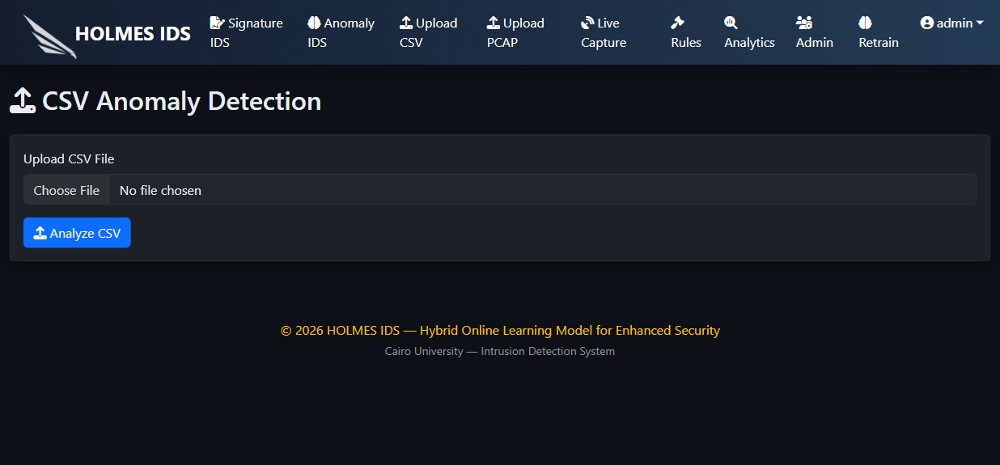 HOLMES IDS
Signature IDS
Anomaly IDS
Upload CSV
Upload PCAP
Live Capture
Rules
Analytics
Admin
Retrain
admin
CSV Anomaly Detection
Upload CSV File
Choose File No file chosen
Analyze CSV
© 2026 HOLMES IDS — Hybrid Online Learning Model for Enhanced Security
Cairo University — Intrusion Detection System